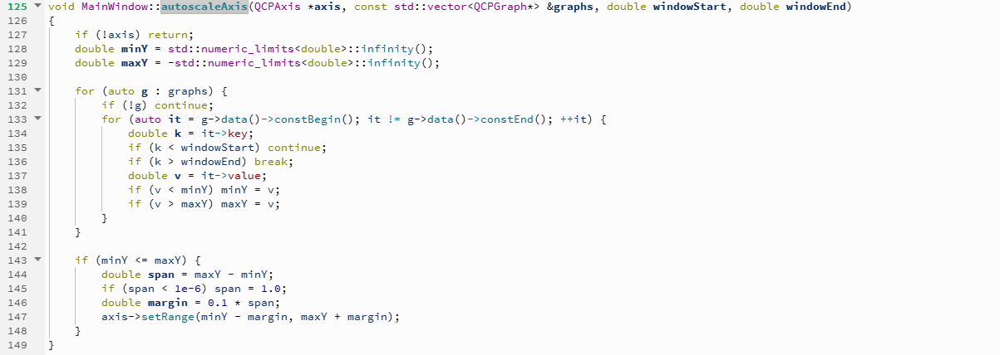 125 void MainWindow::autoscaleAxis(QCPAxis *axis, const std::vector<QCPGraph*> &graphs, double windowStart, double windowEnd)
126 {
127     if (!axis) return;
128     double minY = std::numeric_limits<double>::infinity();
129     double maxY = -std::numeric_limits<double>::infinity();
130
131     for (auto g : graphs) {
132         if (!g) continue;
133         for (auto it = g->data()->constBegin(); it != g->data()->constEnd(); ++it) {
134             double k = it->key;
135             if (k < windowStart) continue;
136             if (k > windowEnd) break;
137             double v = it->value;
138             if (v < minY) minY = v;
139             if (v > maxY) maxY = v;
140         }
141     }
142
143     if (minY <= maxY) {
144         double span = maxY - minY;
145         if (span < 1e-6) span = 1.0;
146         double margin = 0.1 * span;
147         axis->setRange(minY - margin, maxY + margin);
148     }
149 }